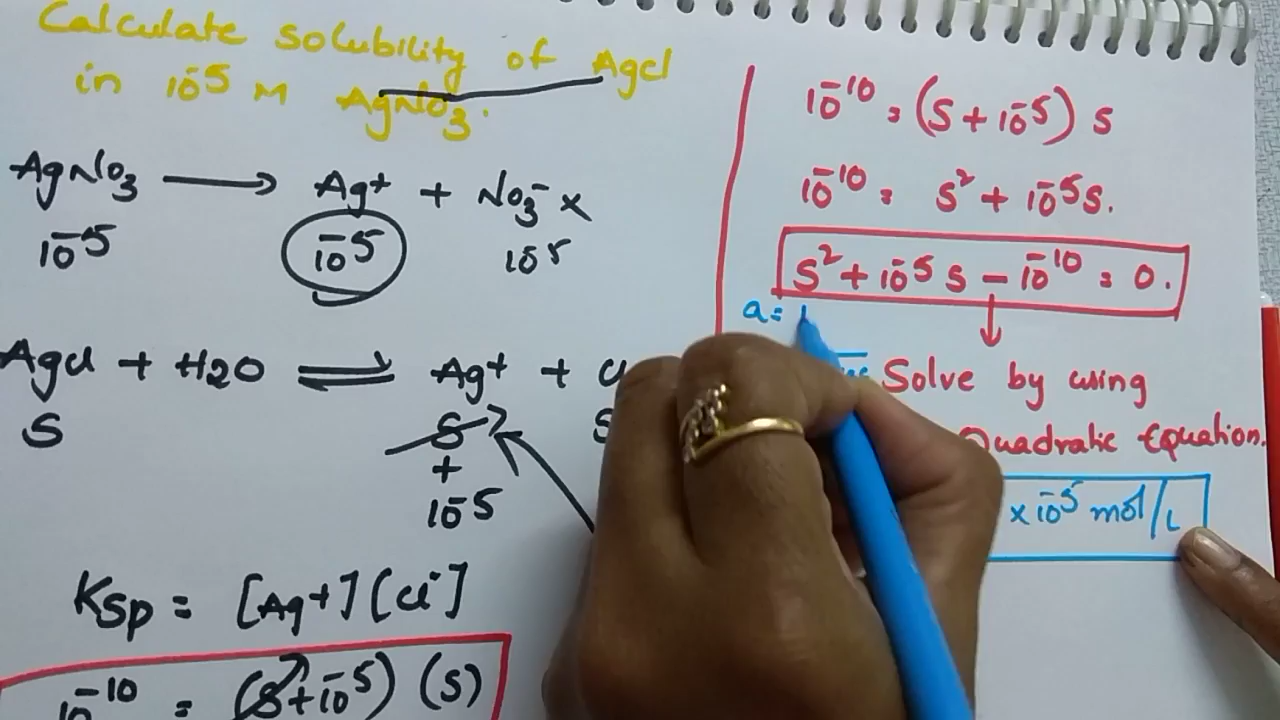 Calculate solubility of Agcl
in 10⁻⁵ M AgNO₃.
AgNO₃ ⟶ Ag⁺ + NO₃⁻ x
10⁻⁵ 10⁻⁵ 10⁻⁵
Agcl + H2O ⇌ Ag⁺ + Cl
S S S
+
10⁻⁵
Ksp = [Ag+] [Cl⁻]
10⁻¹⁰ = (S+10⁻⁵) (S)
10⁻¹⁰ = (S+10⁻⁵) S
10⁻¹⁰ = S² + 10⁻⁵S.
S² + 10⁻⁵ S − 10⁻¹⁰ = 0.
a =
Solve by using
Quadratic Equation.
x 10⁻⁵ mol/L